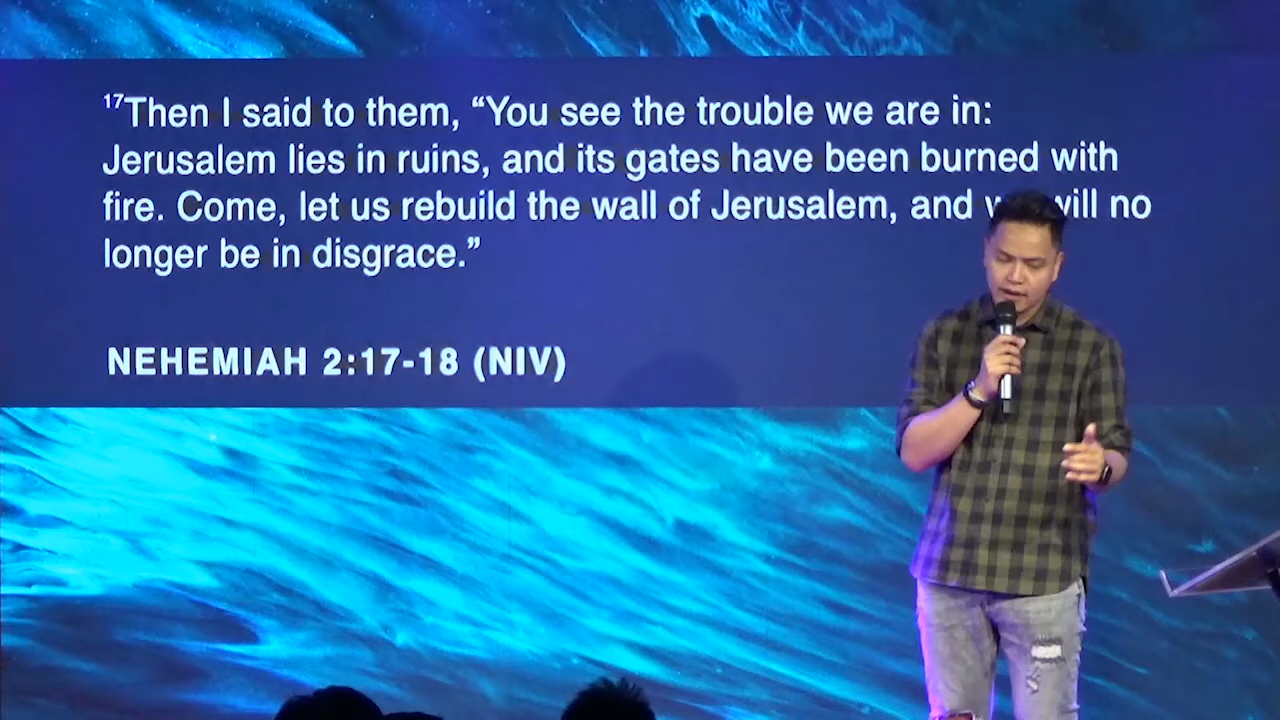 ¹⁷Then I said to them, “You see the trouble we are in:
Jerusalem lies in ruins, and its gates have been burned with
fire. Come, let us rebuild the wall of Jerusalem, and will no
longer be in disgrace.”
NEHEMIAH 2:17-18 (NIV)